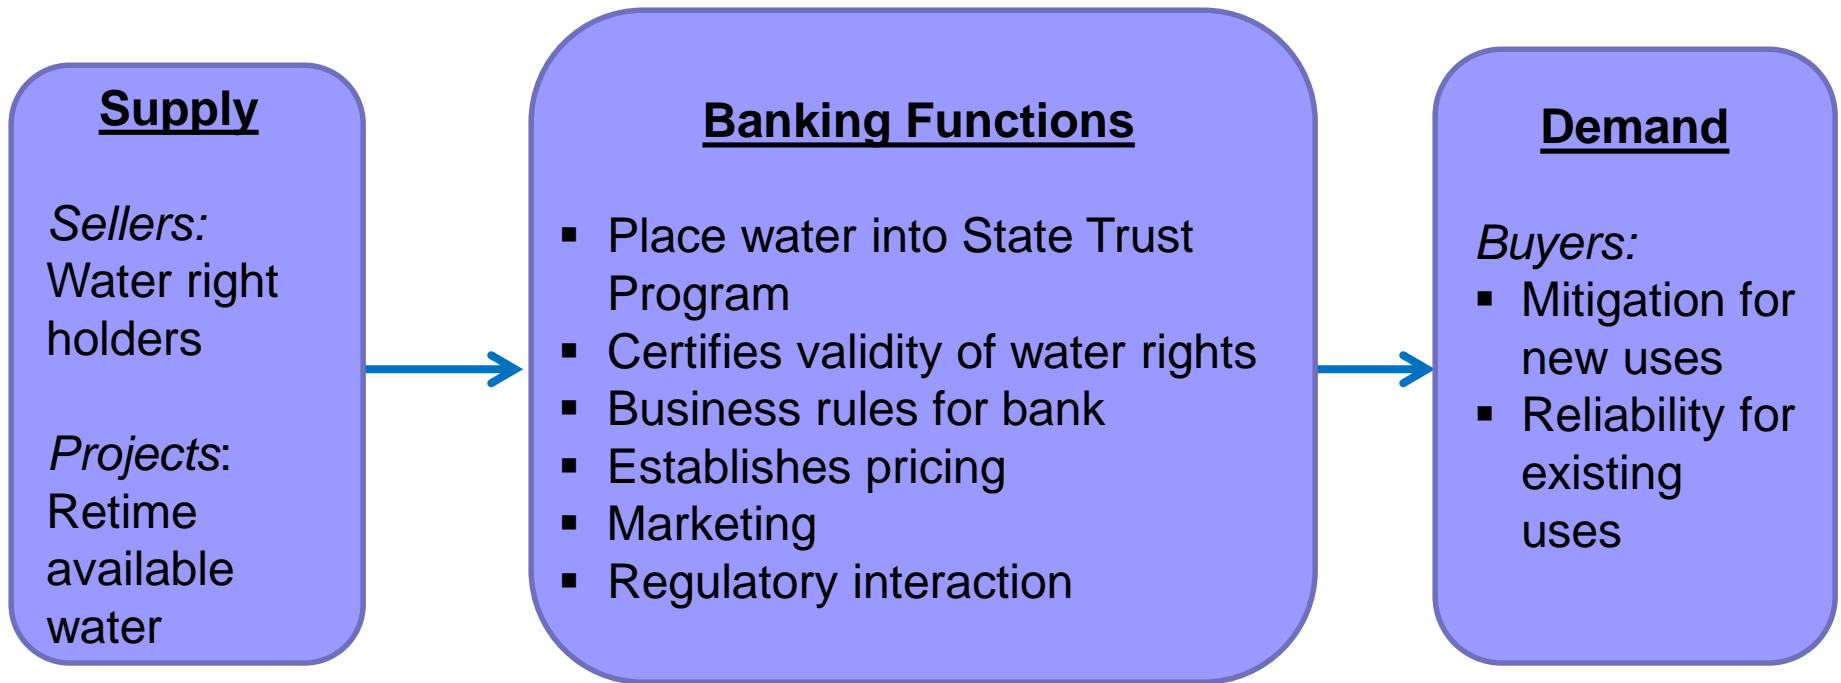 Supply
Sellers:
Water right
holders
Projects:
Retime
available
water
Banking Functions
▪ Place water into State Trust
Program
▪ Certifies validity of water rights
▪ Business rules for bank
▪ Establishes pricing
▪ Marketing
▪ Regulatory interaction
Demand
Buyers:
▪ Mitigation for
new uses
▪ Reliability for
existing
uses